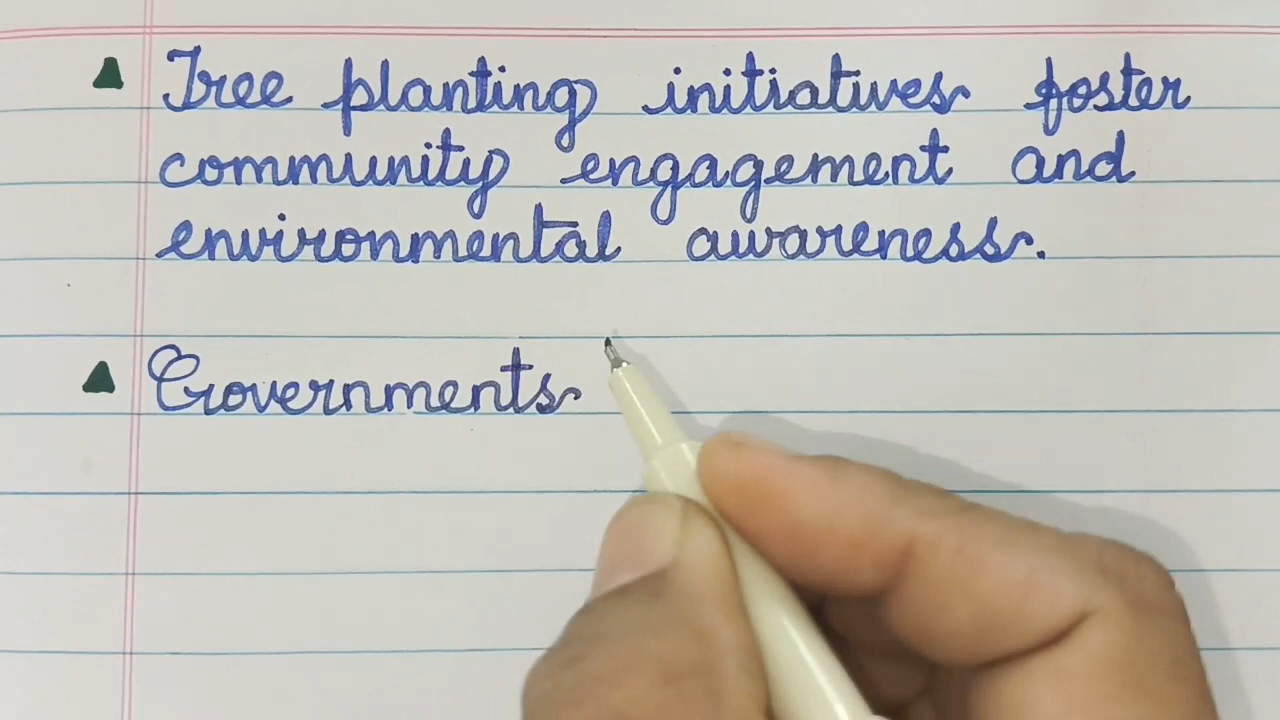 Tree planting initiatives foster
community engagement and
environmental awareness.
Governments